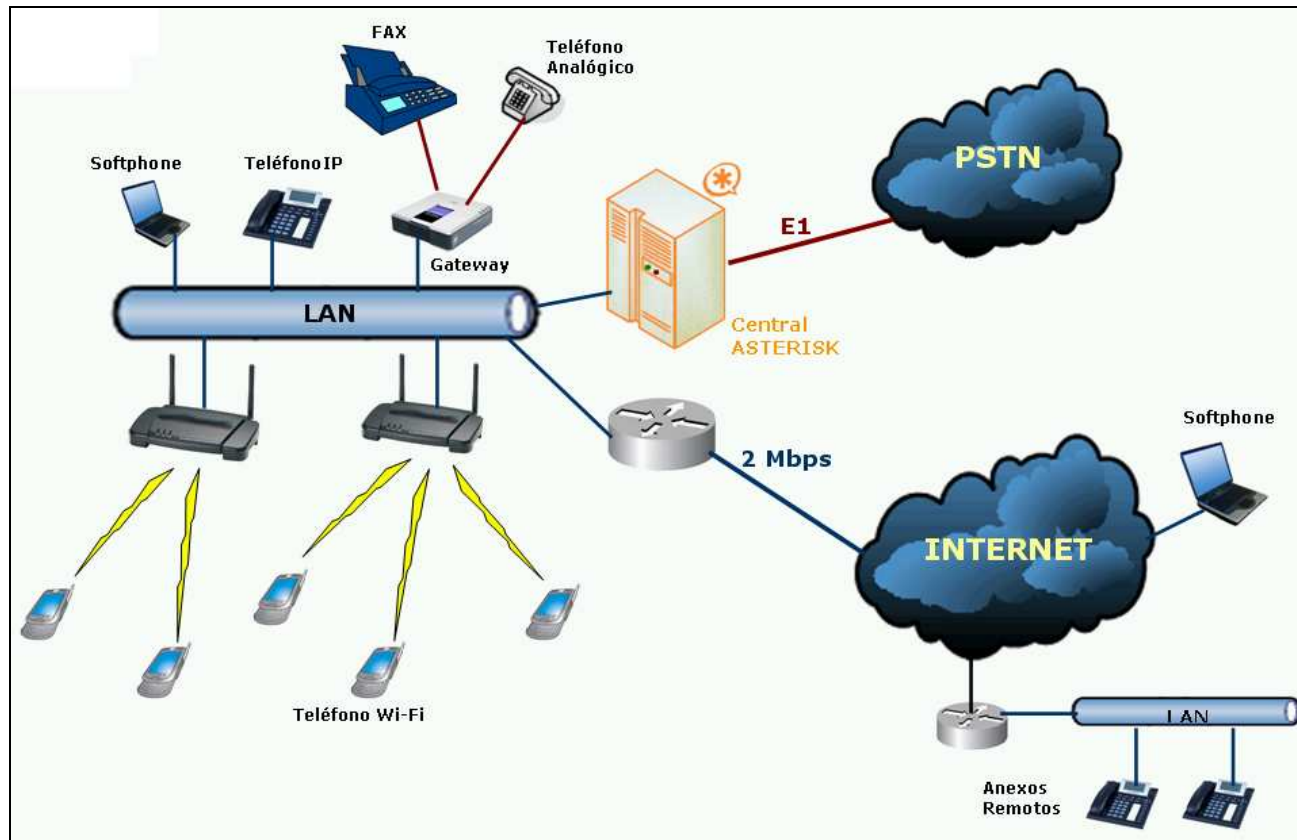 FAX
Teléfono
Analógico
PSTN
Softphone
Teléfono IP
E1
Gateway
LAN
Central
ASTERISK
Softphone
2 Mbps
INTERNET
Teléfono Wi-Fi
LAN
Anexos
Remotos